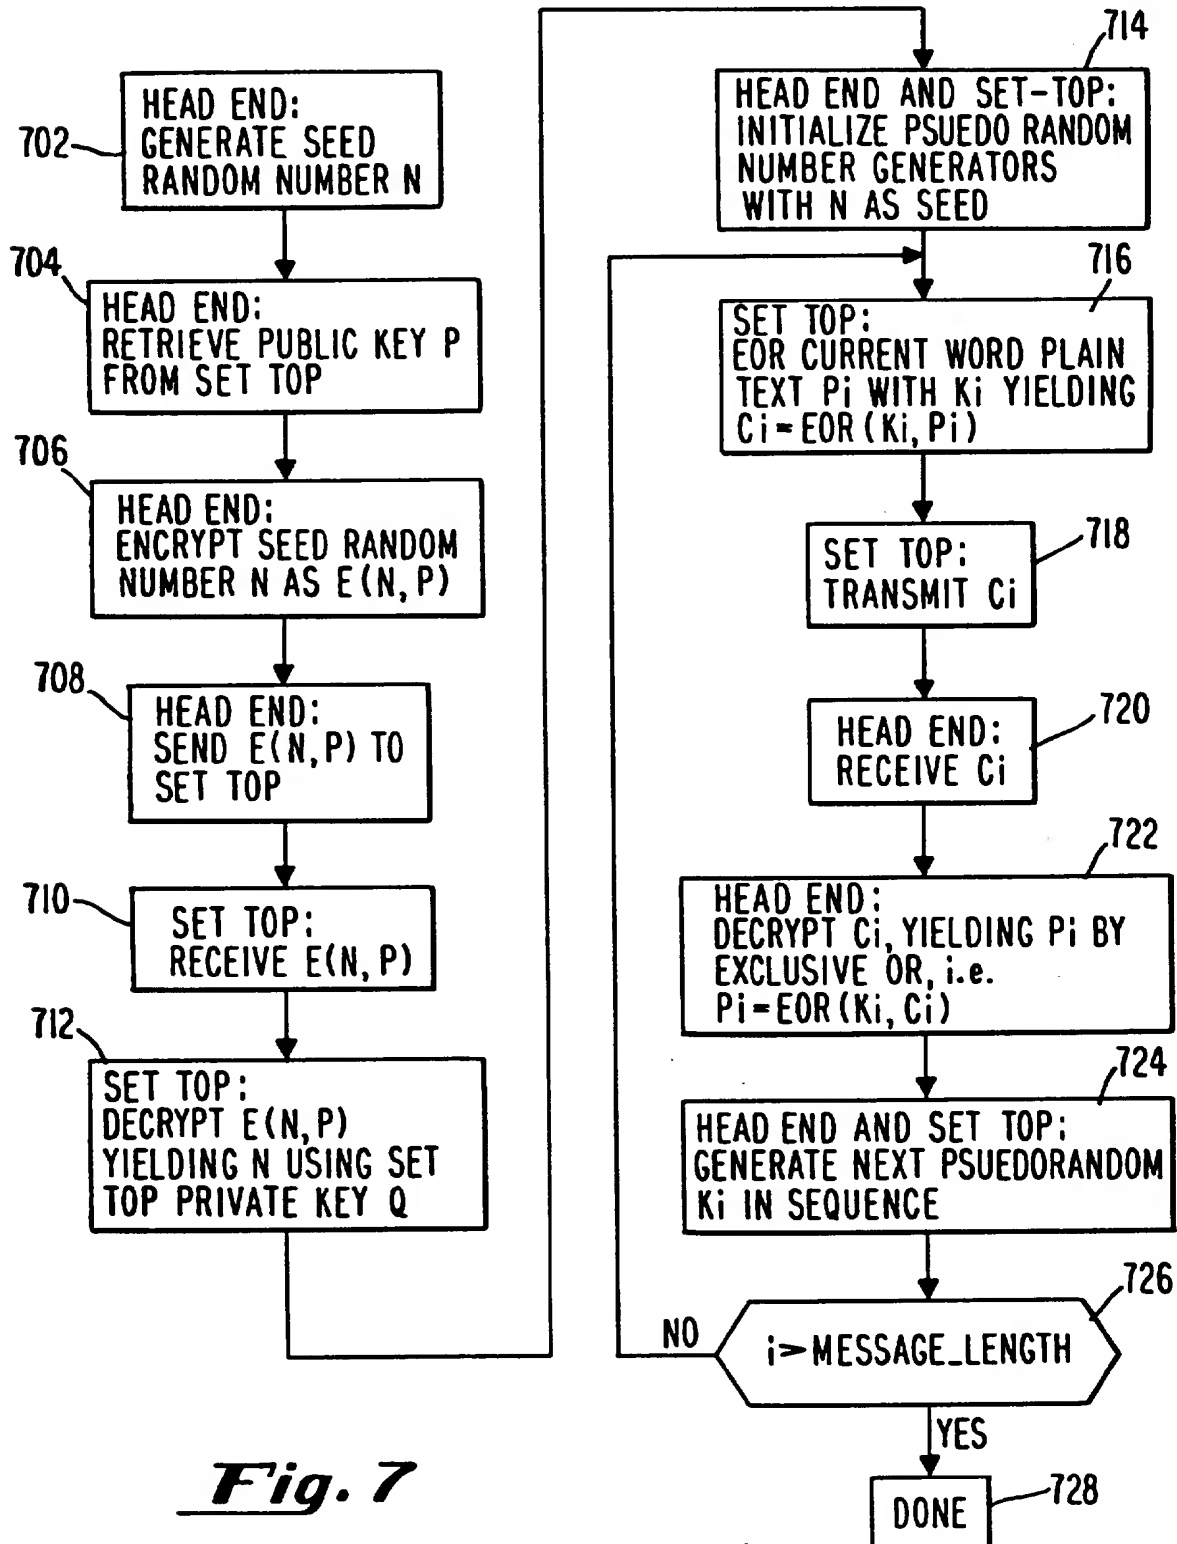 702
HEAD END:
GENERATE SEED
RANDOM NUMBER N
704
HEAD END:
RETRIEVE PUBLIC KEY P
FROM SET TOP
706
HEAD END:
ENCRYPT SEED RANDOM
NUMBER N AS E(N,P)
708
HEAD END:
SEND E(N,P) TO
SET TOP
710
SET TOP:
RECEIVE E(N,P)
712
SET TOP:
DECRYPT E(N,P)
YIELDING N USING SET
TOP PRIVATE KEY Q
714
HEAD END AND SET-TOP:
INITIALIZE PSUEDO RANDOM
NUMBER GENERATORS
WITH N AS SEED
716
SET TOP:
EOR CURRENT WORD PLAIN
TEXT Pi WITH Ki YIELDING
Ci=EOR(Ki,Pi)
718
SET TOP:
TRANSMIT Ci
720
HEAD END:
RECEIVE Ci
722
HEAD END:
DECRYPT Ci, YIELDING Pi BY
EXCLUSIVE OR, i.e.
Pi=EOR(Ki,Ci)
724
HEAD END AND SET TOP:
GENERATE NEXT PSUEDORANDOM
Ki IN SEQUENCE
726
i>MESSAGE_LENGTH
NO
YES
728
DONE
Fig. 7